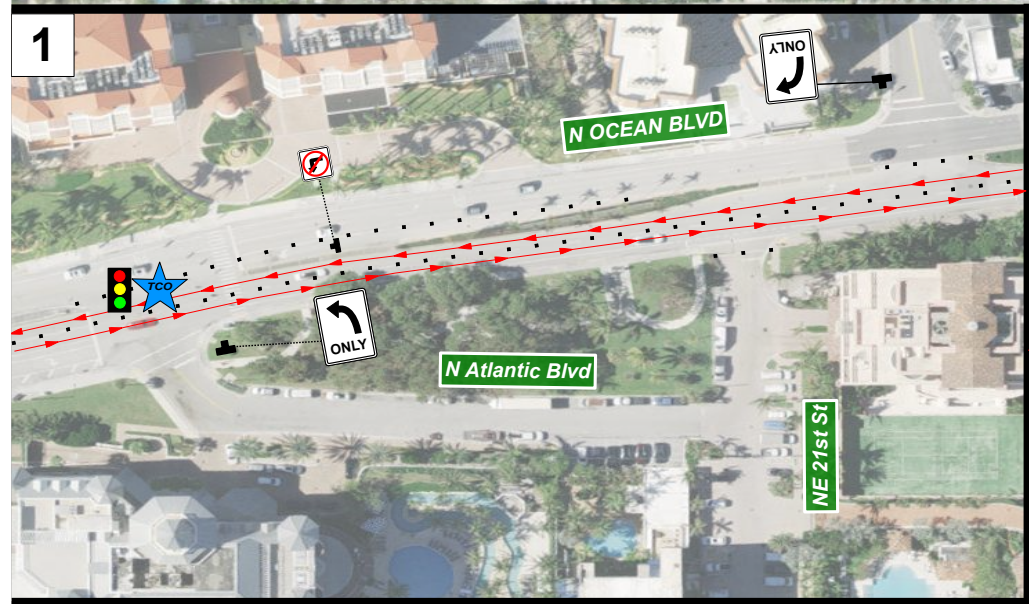 1
ONLY
N OCEAN BLVD
TCO
ONLY
N Atlantic Blvd
NE 21st St